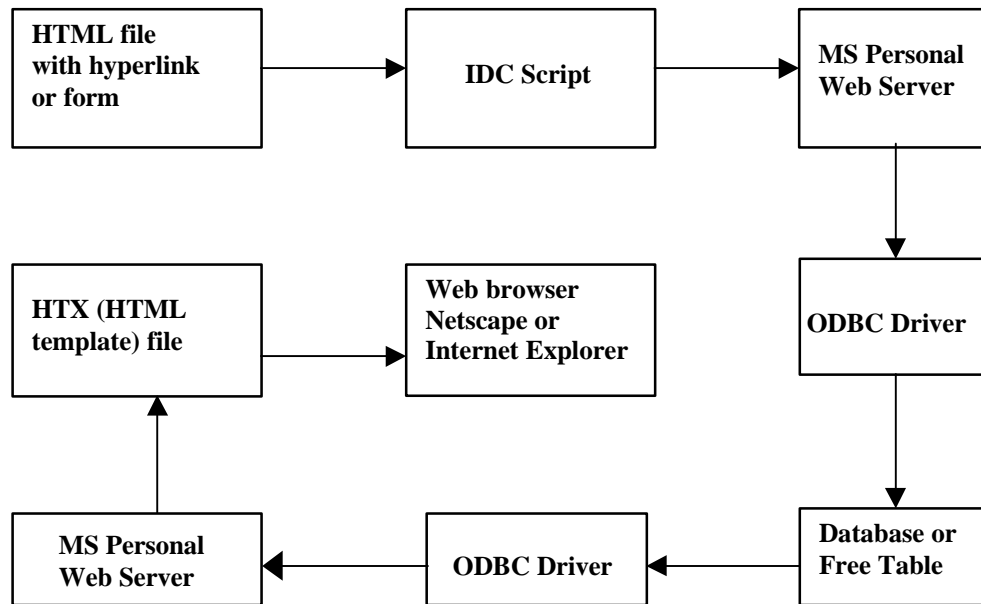 HTML file
with hyperlink
or form
IDC Script
MS Personal
Web Server
HTX (HTML
template) file
Web browser
Netscape or
Internet Explorer
ODBC Driver
MS Personal
Web Server
ODBC Driver
Database or
Free Table